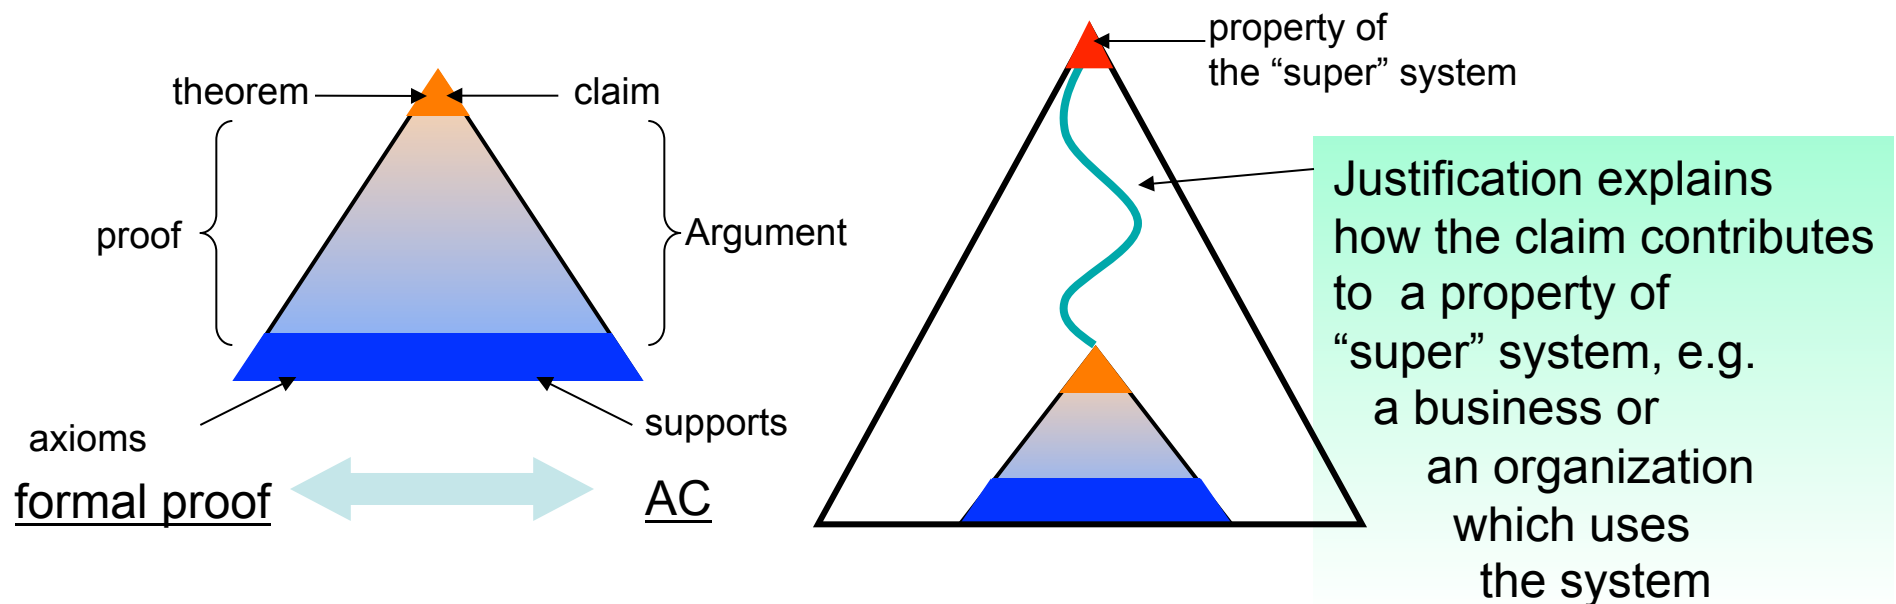 theorem
claim
proof
Argument
axioms
supports
formal proof
AC
property of
the “super” system
Justification explains
how the claim contributes
to a property of
“super” system, e.g.
a business or
an organization
which uses
the system